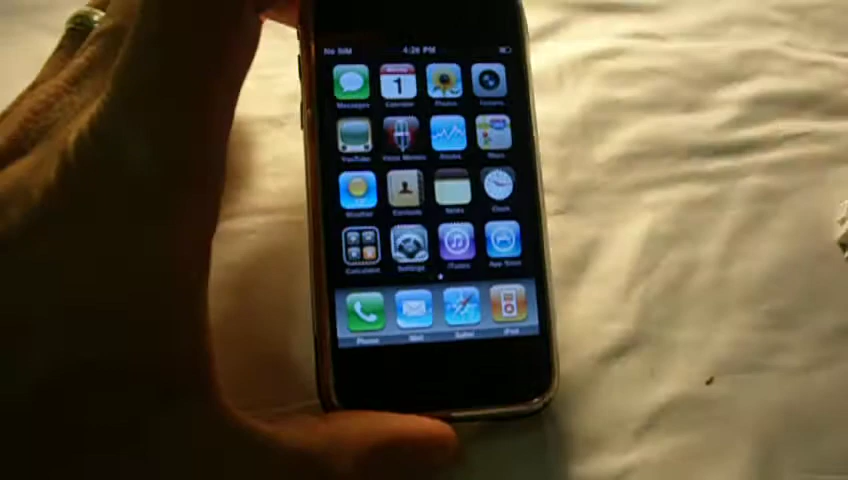 No SIM 4:26 PM
Messages Calendar Photos Camera
1
YouTube Voice Memos Stocks Maps
Weather Contacts Notes Clock
Calculator Settings iTunes App Store
Phone Mail Safari iPod